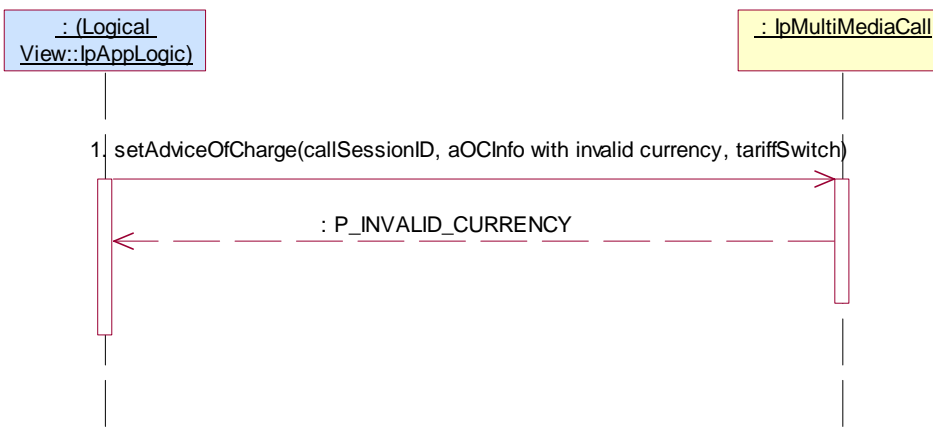 : (Logical
View::IpAppLogic)
: IpMultiMediaCall
1. setAdviceOfCharge(callSessionID, aOCInfo with invalid currency, tariffSwitch)
: P_INVALID_CURRENCY